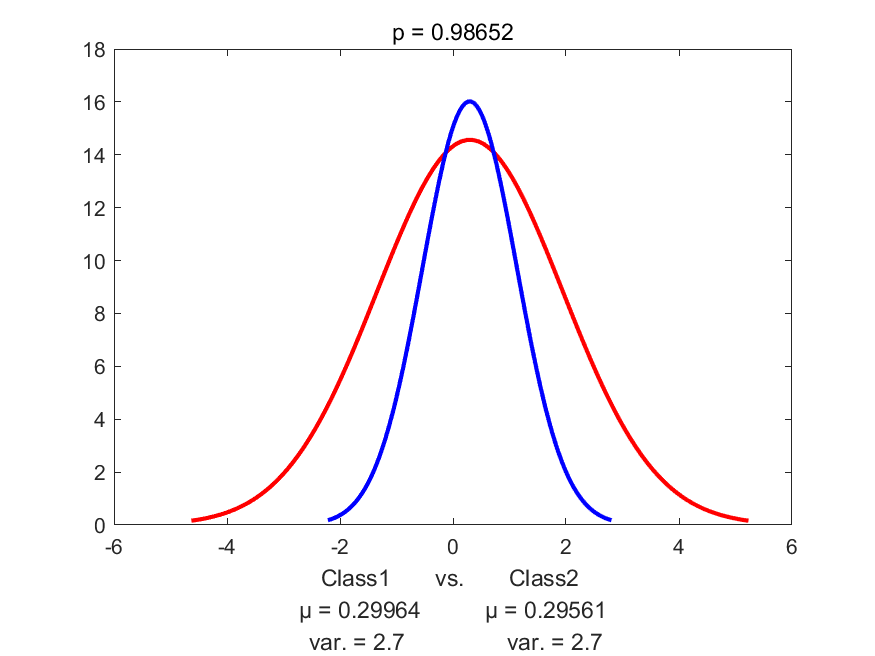 p = 0.98652
18
16
14
12
10
8
6
4
2
0
-6 -4 -2 0 2 4 6
Class1 vs. Class2
μ = 0.29964 μ = 0.29561
var. = 2.7 var. = 2.7